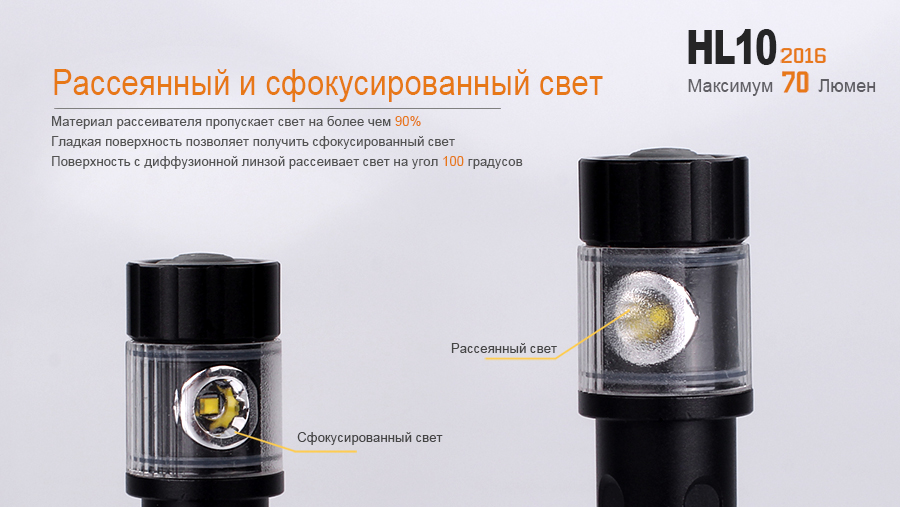 HL10 2016
Максимум 70 Люмен
Рассеянный и сфокусированный свет
Материал рассеивателя пропускает свет на более чем 90%
Гладкая поверхность позволяет получить сфокусированный свет
Поверхность с диффузионной линзой рассеивает свет на угол 100 градусов
Рассеянный свет
Сфокусированный свет